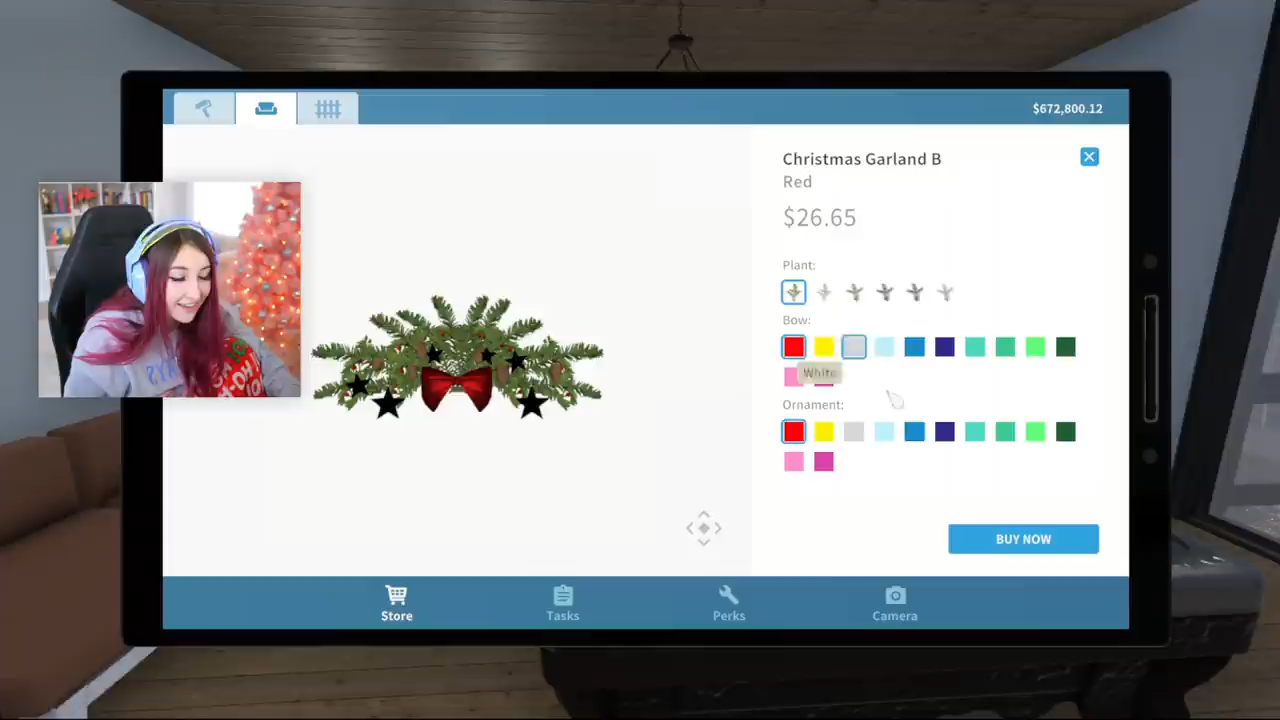 $672,800.12
Christmas Garland B
Red
$26.65
Plant:
Bow:
White
Ornament:
BUY NOW
Store
Tasks
Perks
Camera